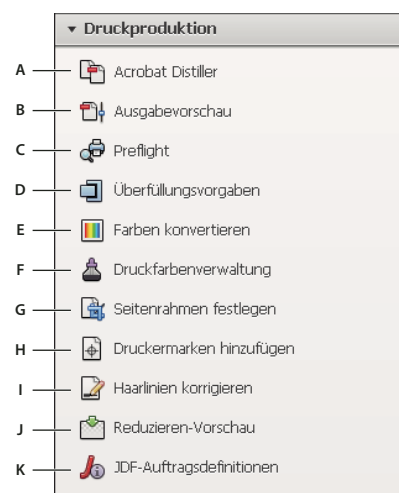 Druckproduktion
A Acrobat Distiller
B Ausgabevorschau
C Preflight
D Überfüllungsvorgaben
E Farben konvertieren
F Druckfarbenverwaltung
G Seitenrahmen festlegen
H Druckermarken hinzufügen
I Haarlinien korrigieren
J Reduzieren-Vorschau
K JDF-Auftragsdefinitionen